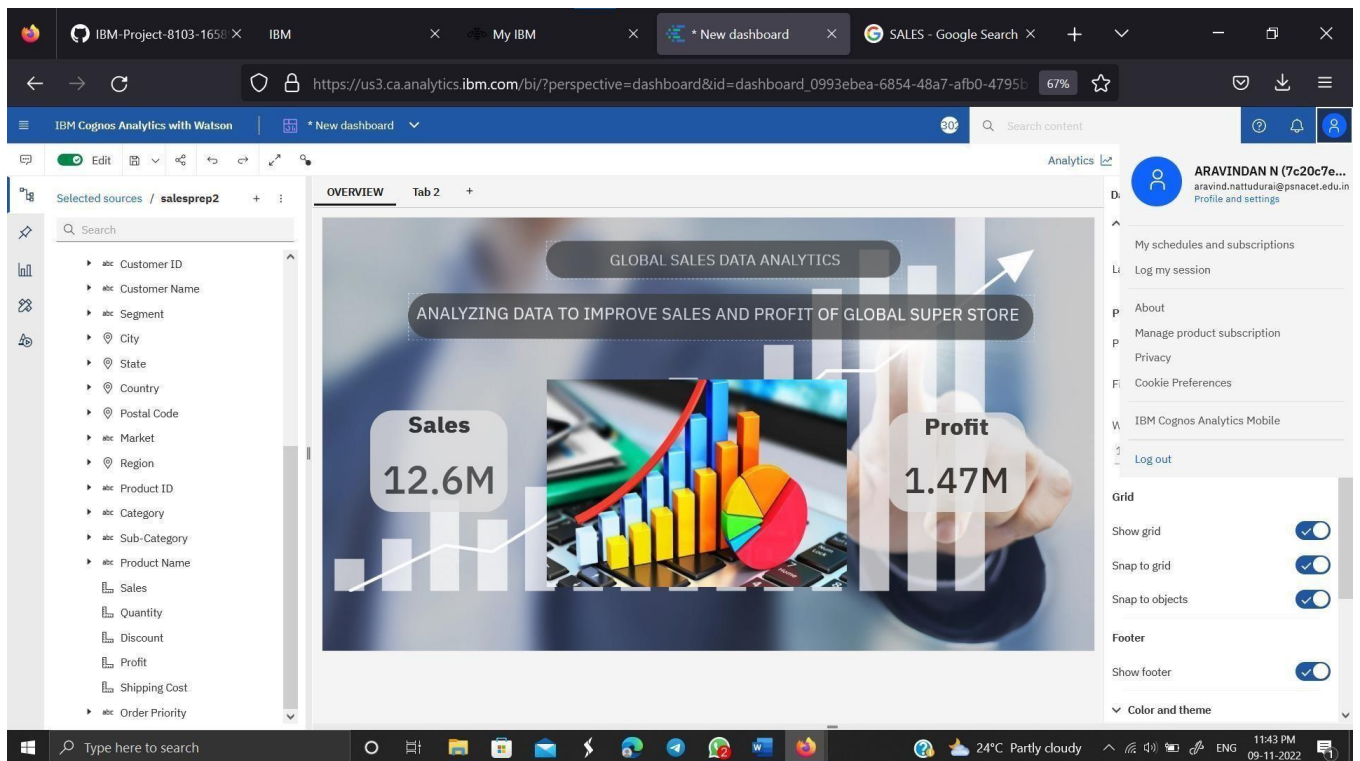 IBM-Project-8103-1658
IBM
My IBM
* New dashboard
SALES - Google Search
https://us3.ca.analytics.ibm.com/bi/?perspective=dashboard&id=dashboard_0993ebea-6854-48a7-afb0-4795b
67%
IBM Cognos Analytics with Watson
* New dashboard
Search content
Edit
Analytics
Selected sources / salesprep2
Search
Customer ID
Customer Name
Segment
City
State
Country
Postal Code
Market
Region
Product ID
Category
Sub-Category
Product Name
Sales
Quantity
Discount
Profit
Shipping Cost
Order Priority
OVERVIEW Tab 2
GLOBAL SALES DATA ANALYTICS
ANALYZING DATA TO IMPROVE SALES AND PROFIT OF GLOBAL SUPER STORE
Sales
12.6M
Profit
1.47M
ARAVINDAN N (7c20c7e...
aravind.nattudurai@psnacet.edu.in
Profile and settings
My schedules and subscriptions
Log my session
About
Manage product subscription
Privacy
Cookie Preferences
IBM Cognos Analytics Mobile
Log out
Grid
Show grid
Snap to grid
Snap to objects
Footer
Show footer
Color and theme
Type here to search
24°C Partly cloudy
ENG
11:43 PM
09-11-2022